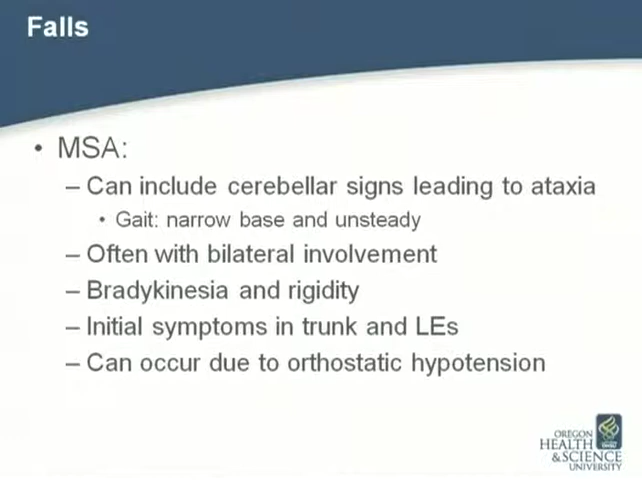 Falls
• MSA:
– Can include cerebellar signs leading to ataxia
• Gait: narrow base and unsteady
– Often with bilateral involvement
– Bradykinesia and rigidity
– Initial symptoms in trunk and LEs
– Can occur due to orthostatic hypotension
OREGON
HEALTH
&SCIENCE
UNIVERSITY